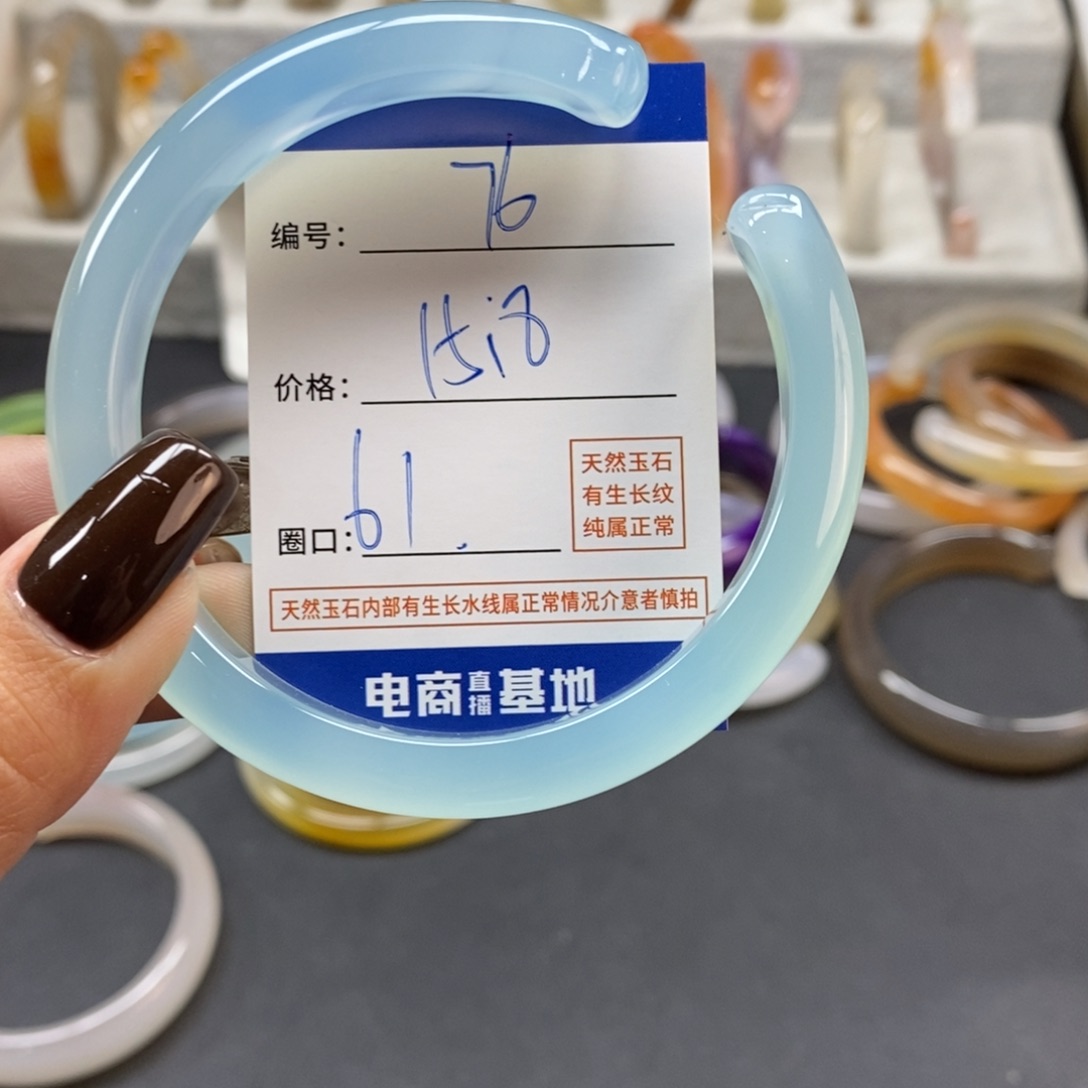 编号: 76
价格:
圈口: 61.
天然玉石
有生长纹
纯属正常
天然玉石内部有生长水线属正常情况介意者慎拍
电商直播基地